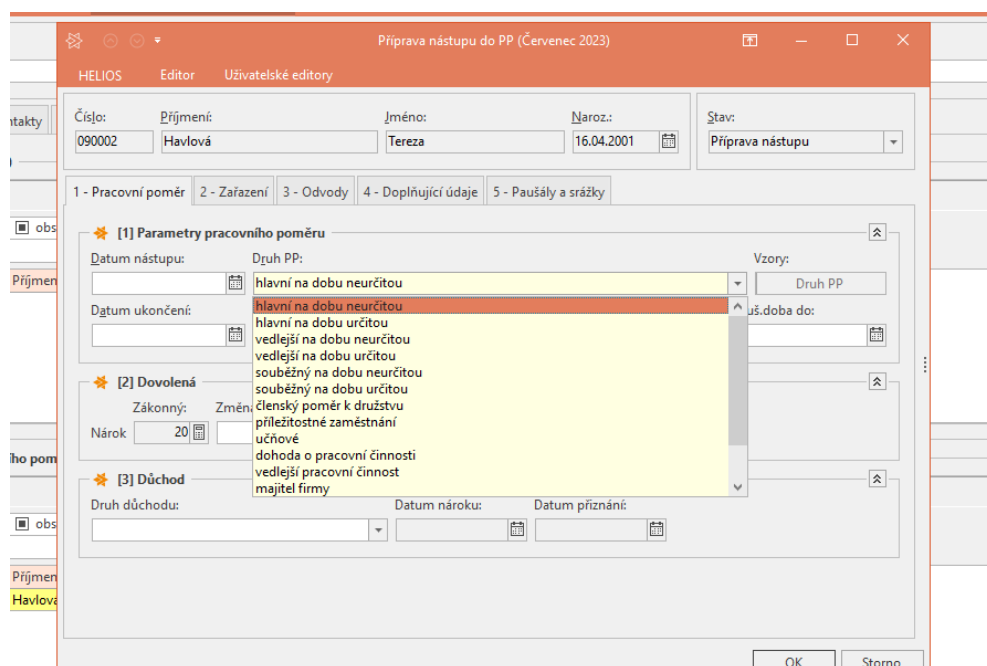 Příprava nástupu do PP (Červenec 2023)
HELIOS Editor Uživatelské editory
Číslo: Příjmení: Jméno: Naroz.: Stav:
090002 Havlová Tereza 16.04.2001 Příprava nástupu
1 - Pracovní poměr 2 - Zařazení 3 - Odvody 4 - Doplňující údaje 5 - Paušály a srážky
[1] Parametry pracovního poměru
Datum nástupu: Druh PP: Vzory:
hlavní na dobu neurčitou Druh PP
Datum ukončení: uš.doba do:
hlavní na dobu neurčitou
hlavní na dobu určitou
vedlejší na dobu neurčitou
vedlejší na dobu určitou
souběžný na dobu neurčitou
souběžný na dobu určitou
členský poměr k družstvu
příležitostné zaměstnání
učňové
dohoda o pracovní činnosti
vedlejší pracovní činnost
majitel firmy
[2] Dovolená
Zákonný: Změna
Nárok 20
[3] Důchod
Druh důchodu: Datum nároku: Datum přiznání:
OK Storno
ntakty
obs
Příjmen
ího pom
obs
Příjmen
Havlová